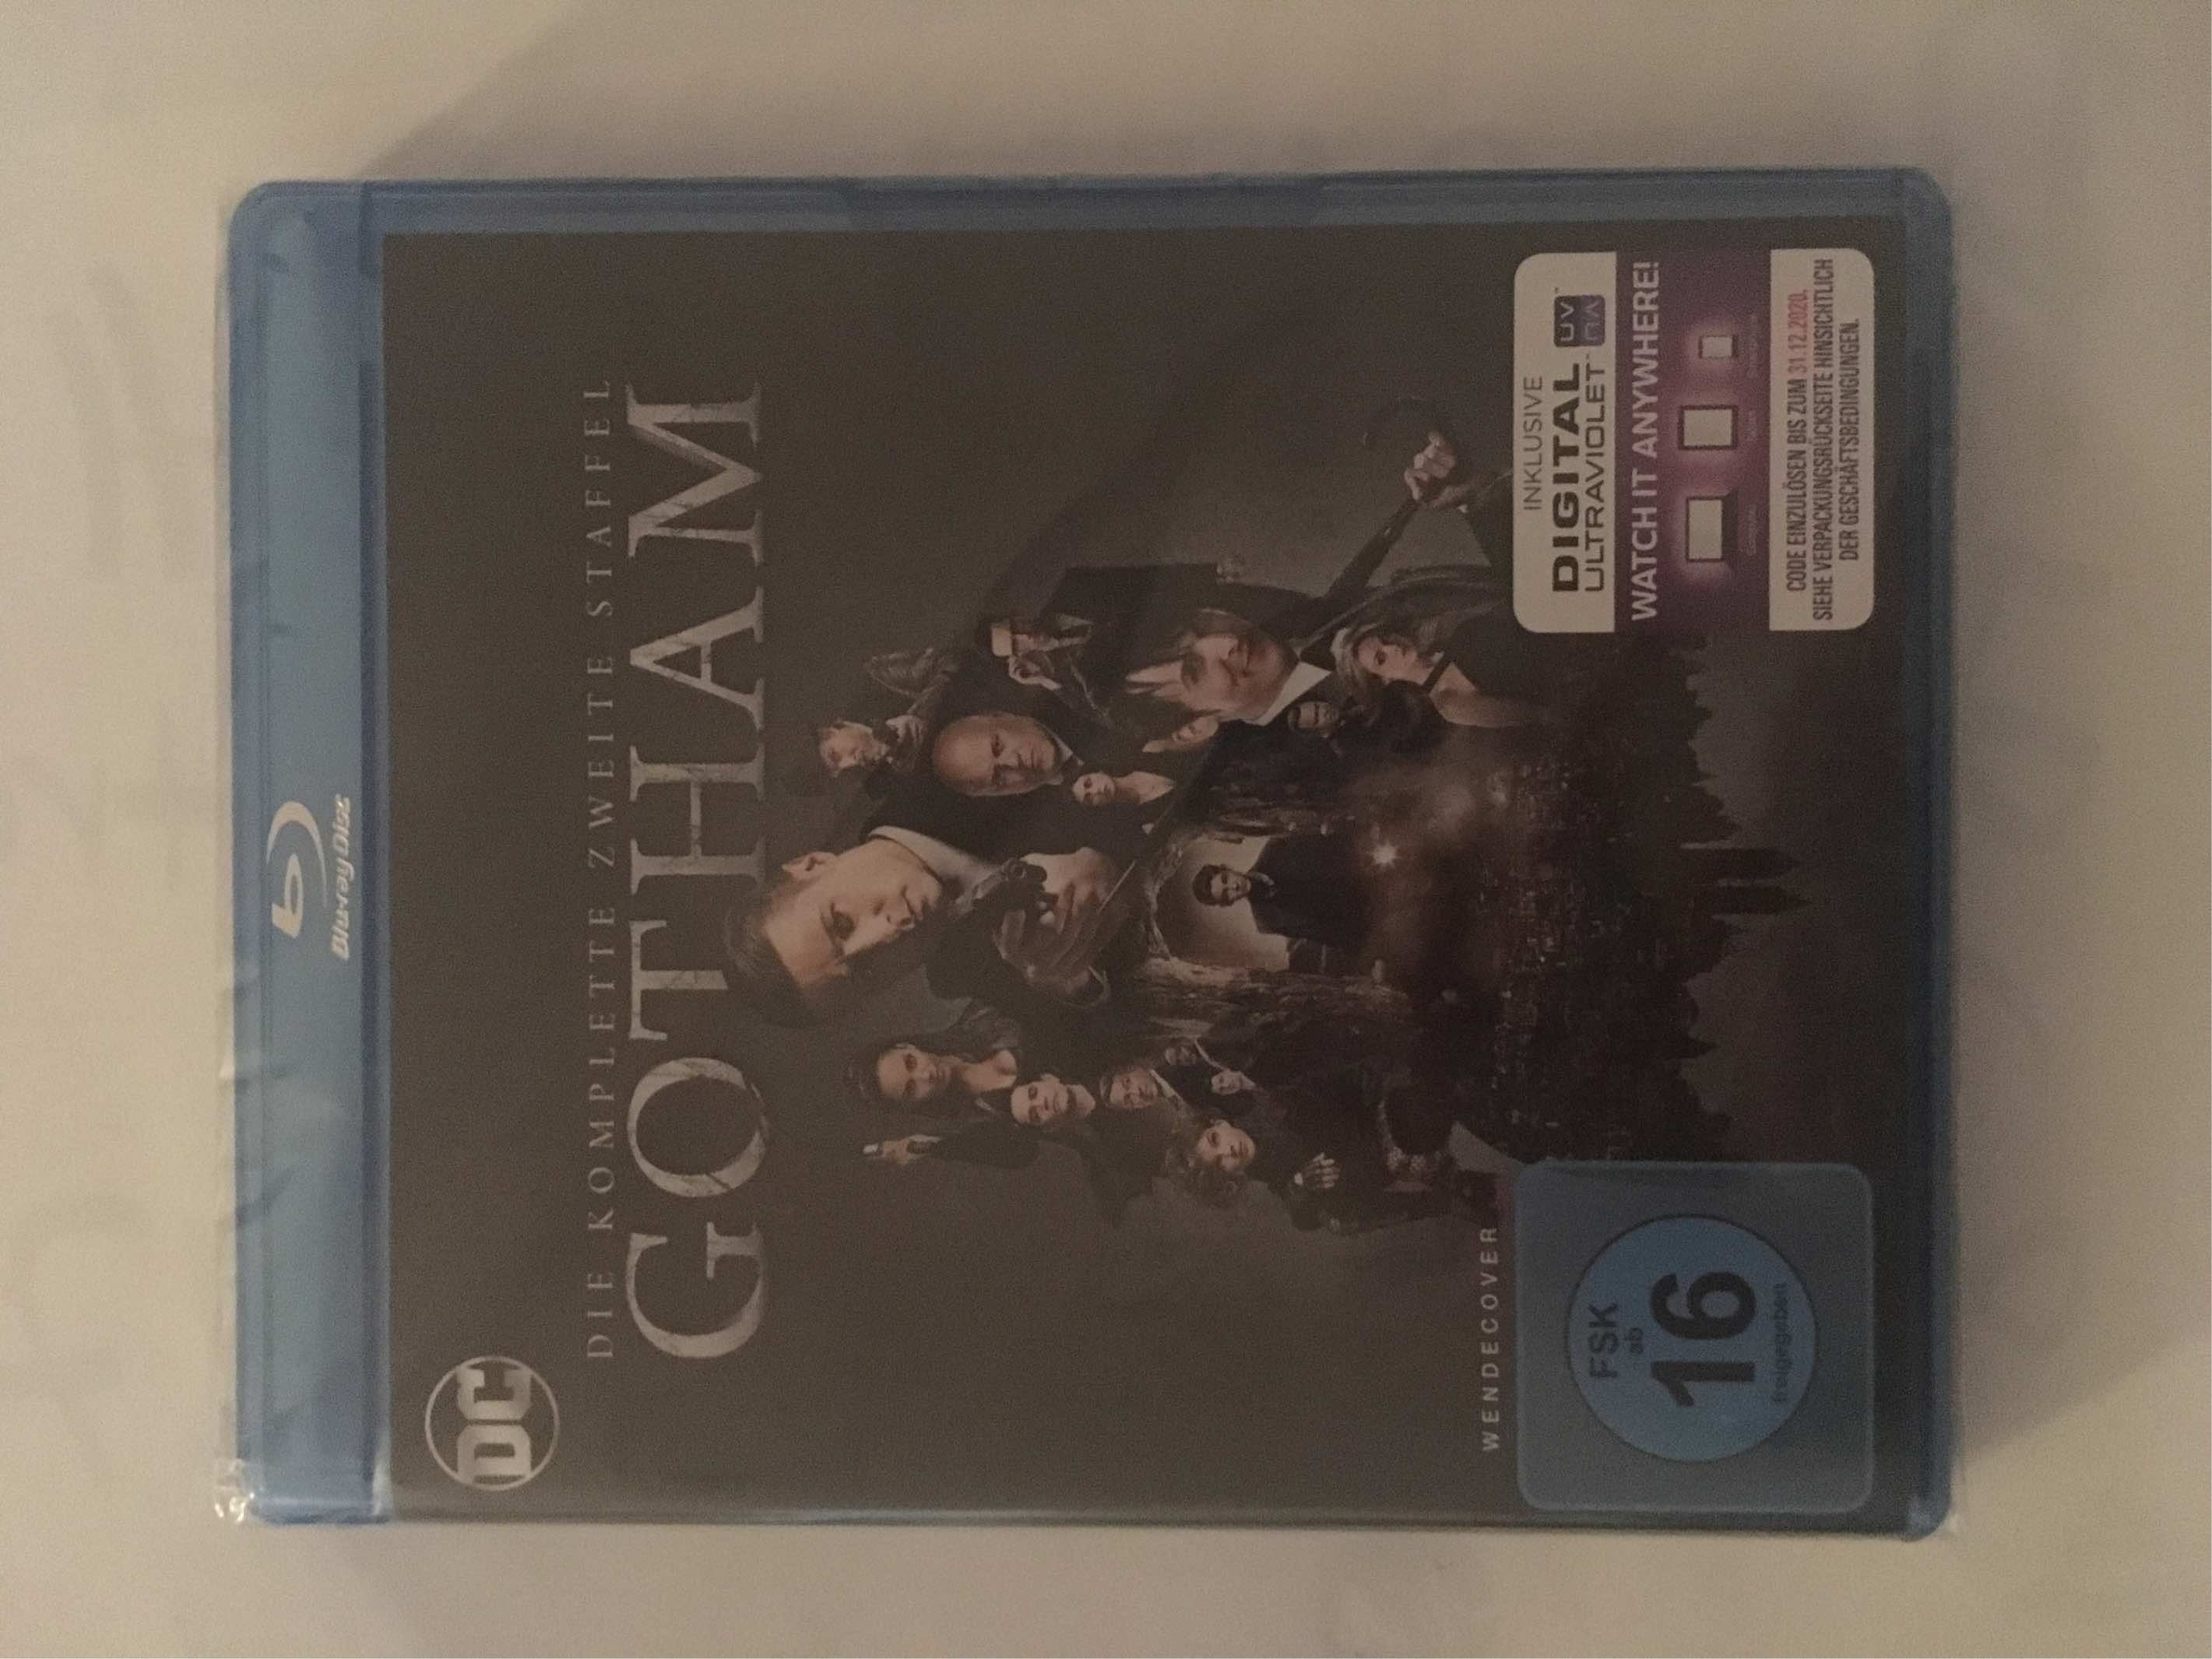 Blu-ray Disc
DC
DIE KOMPLETTE ZWEITE STAFFEL
GOTHAM
WENDECOVER
FSK
ab
16
freigegeben
INKLUSIVE
DIGITAL
ULTRAVIOLET™
UV
WATCH IT ANYWHERE!
CODE EINZULÖSEN BIS ZUM 31.12.2020.
SIEHE VERPACKUNGSRÜCKSEITE HINSICHTLICH
DER GESCHÄFTSBEDINGUNGEN.